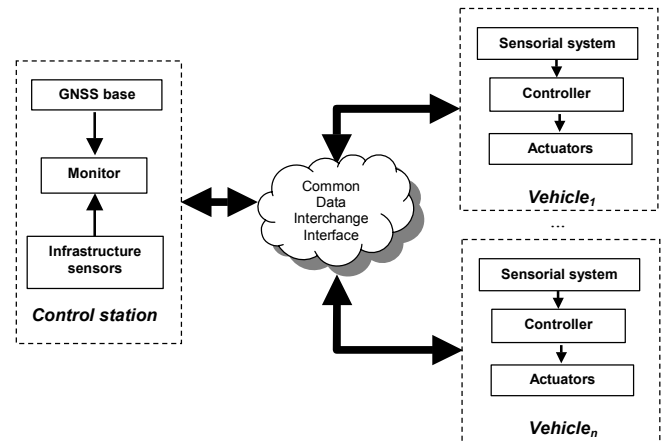 GNSS base
Monitor
Infrastructure
sensors
Control station
Common
Data
Interchange
Interface
Sensorial system
Controller
Actuators
Vehicle1
...
Sensorial system
Controller
Actuators
Vehiclen